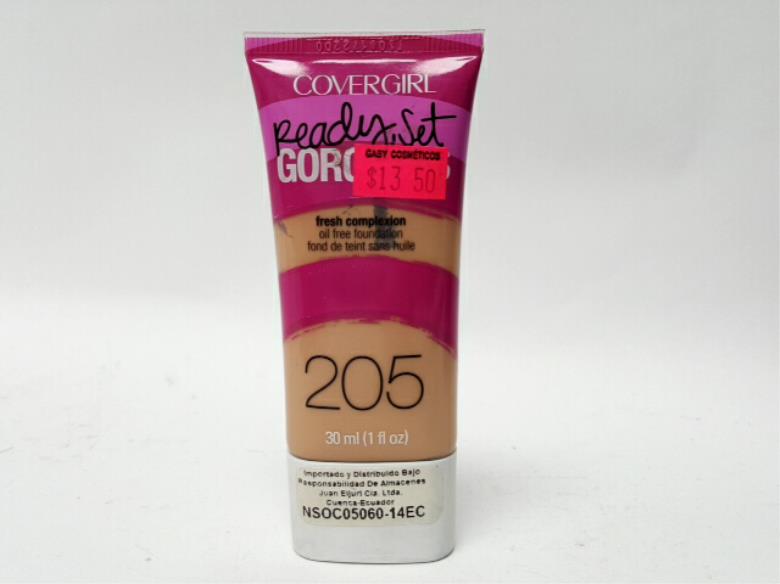 COVERGIRL
Ready, Set
GABY COSMÉTICOS
$13 50
fresh complexion
oil free foundation
fond de teint sans huile
205
30 ml (1 fl oz)
Importado y Distribuido Bajo
Responsabilidad De Almacenes
Juan Eljuri Cia. Ltda.
Cuenca-Ecuador
NSOC05060-14EC